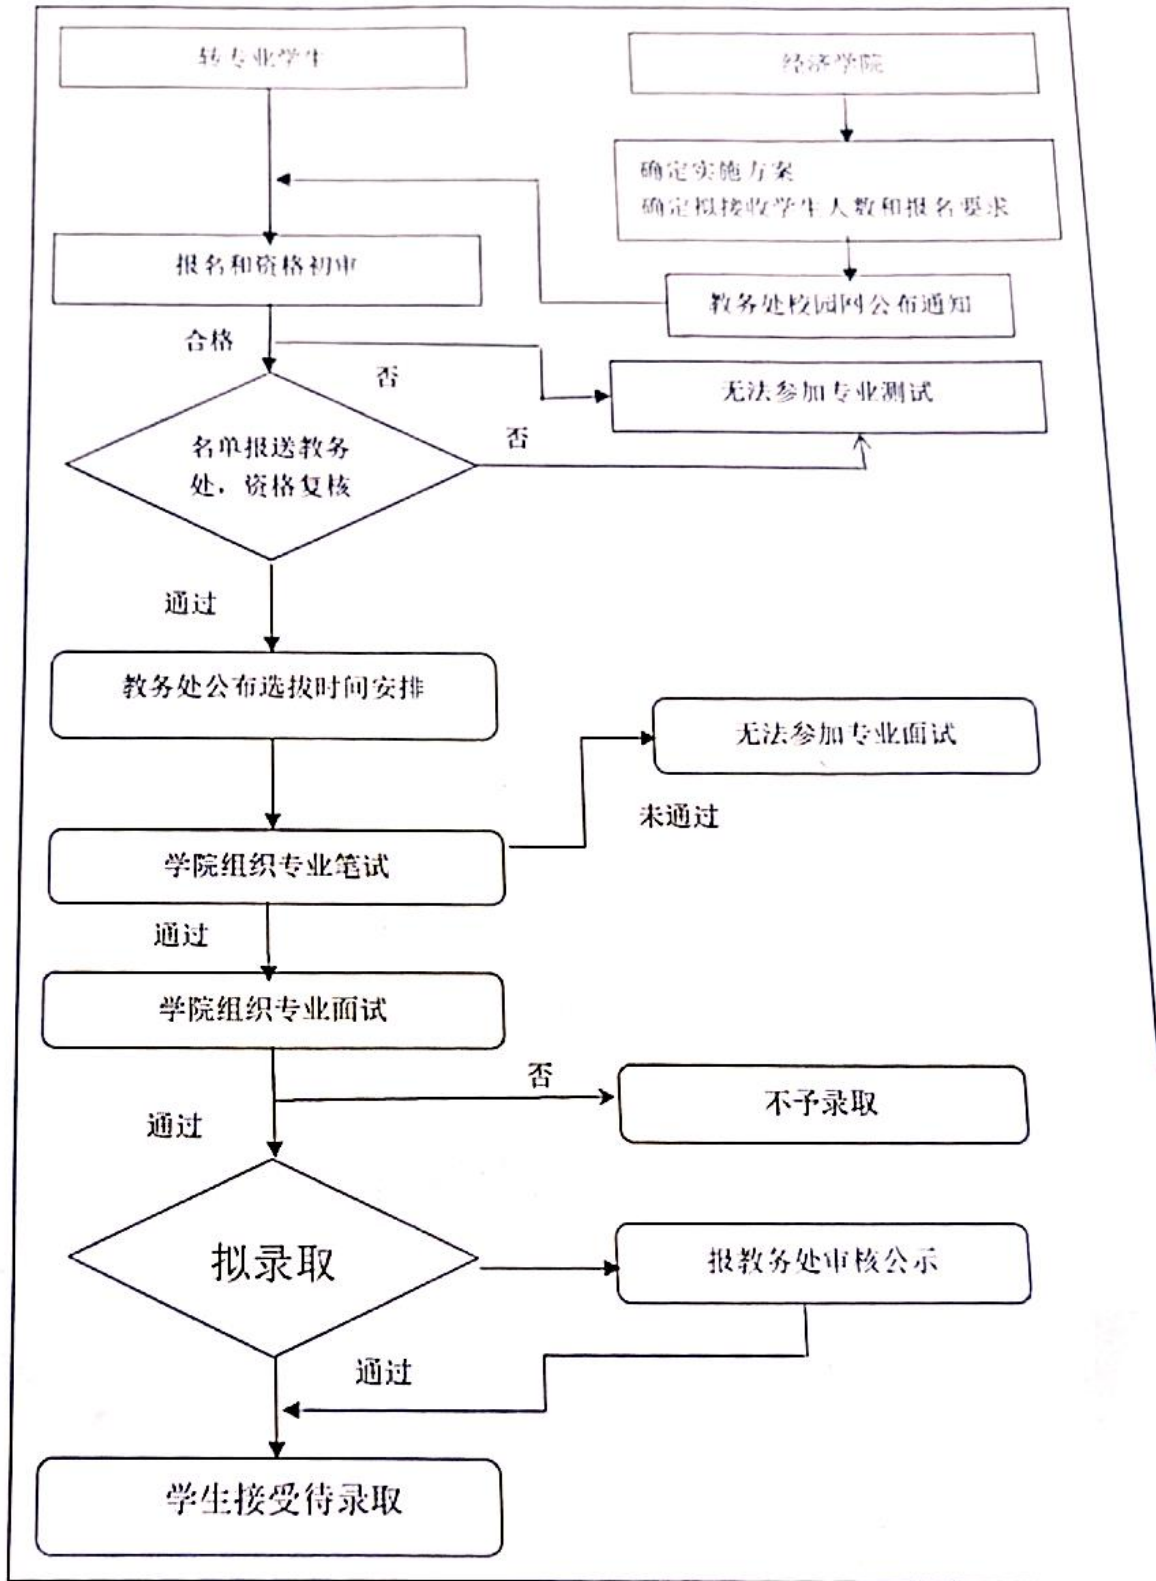 转专业学生
经济学院
确定实施方案
确定拟接收学生人数和报名要求
报名和资格初审
教务处校园网公布通知
合格
否
无法参加专业测试
否
名单报送教务
处，资格复核
通过
教务处公布选拔时间安排
无法参加专业面试
未通过
学院组织专业笔试
通过
学院组织专业面试
否
不予录取
通过
拟录取
报教务处审核公示
通过
学生接受待录取